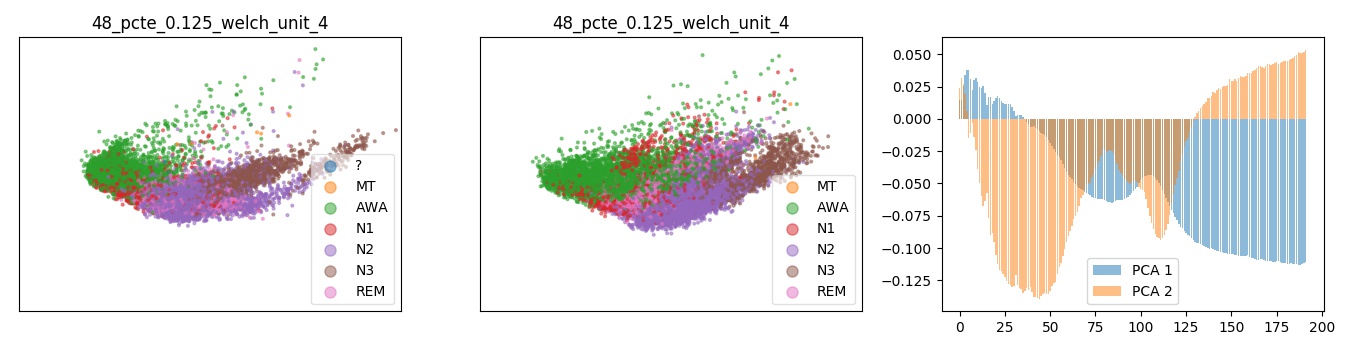 48_pcte_0.125_welch_unit_4
?
MT
AWA
N1
N2
N3
REM
48_pcte_0.125_welch_unit_4
MT
AWA
N1
N2
N3
REM
0.050
0.025
0.000
−0.025
−0.050
−0.075
−0.100
−0.125
PCA 1
PCA 2
0 25 50 75 100 125 150 175 200